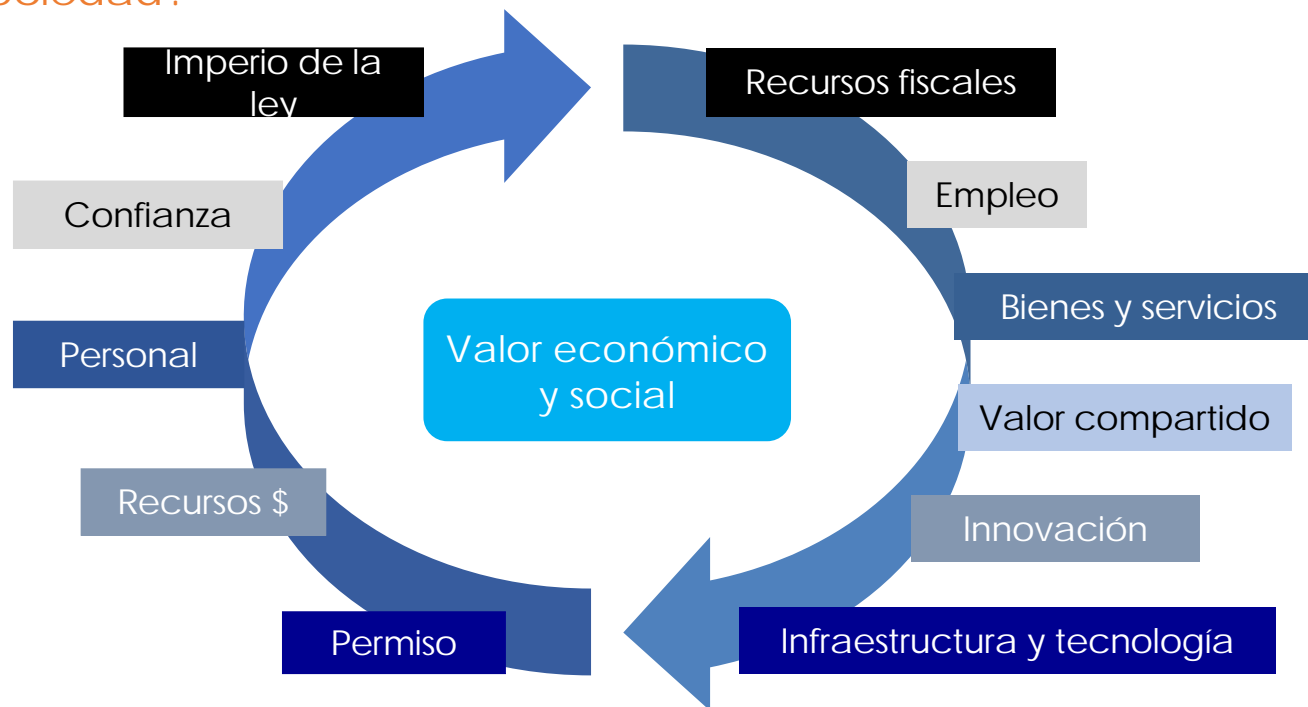 Imperio de la
ley
Recursos fiscales
Confianza
Empleo
Bienes y servicios
Personal
Valor económico
y social
Valor compartido
Recursos $
Innovación
Permiso
Infraestructura y tecnología